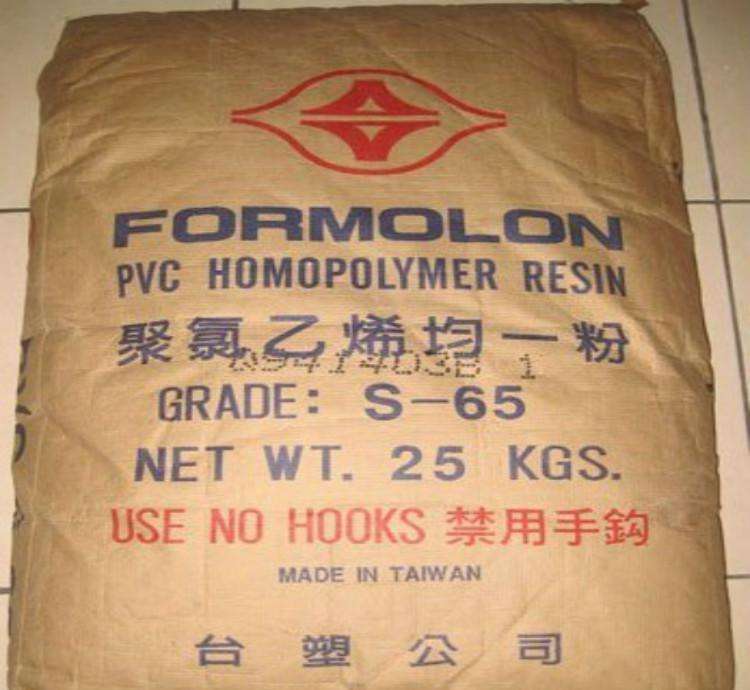 FORMOLON
PVC HOMOPOLYMER RESIN
聚氯乙烯均一粉
GRADE: S-65
NET WT. 25 KGS.
USE NO HOOKS 禁用手鈎
MADE IN TAIWAN
台塑公司